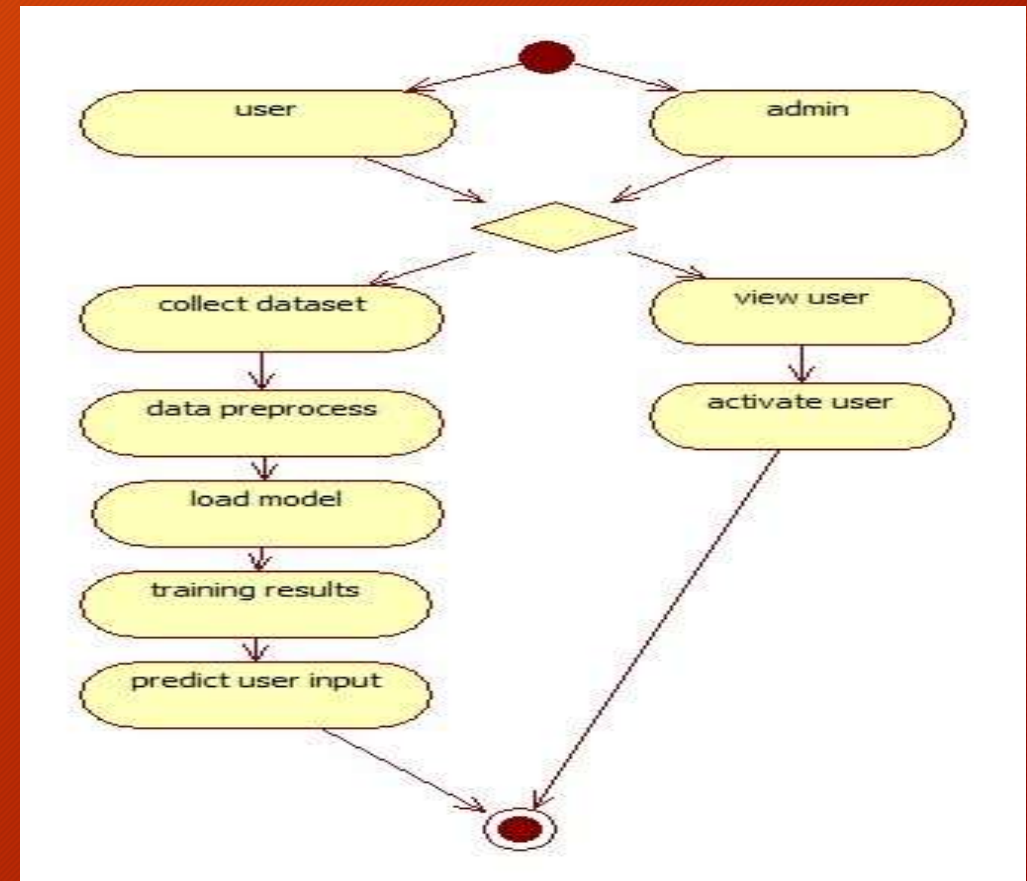 user
admin
collect dataset
view user
data preprocess
activate user
load model
training results
predict user input